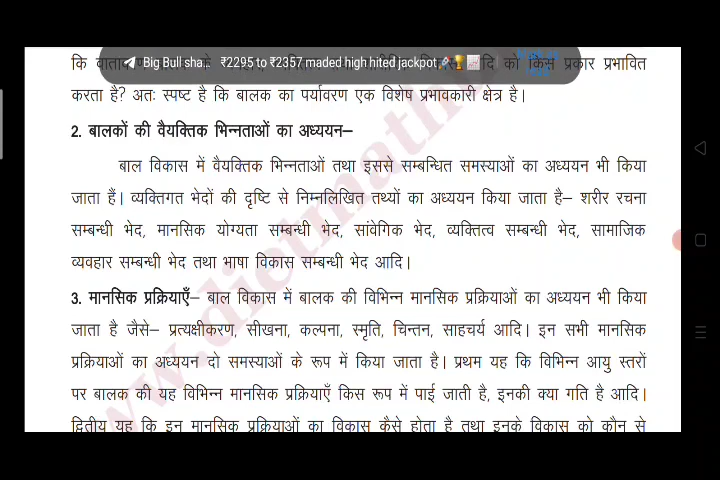 Big Bull sha... ₹2295 to ₹2357 maded high hited jackpot
कि को किस प्रकार प्रभावित
करता है? अतः स्पष्ट है कि बालक का पर्यावरण एक विशेष प्रभावकारी क्षेत्र है।
2. बालकों की वैयक्तिक भिन्नताओं का अध्ययन–
बाल विकास में वैयक्तिक भिन्नताओं तथा इससे सम्बन्धित समस्याओं का अध्ययन भी किया
जाता हैं। व्यक्तिगत भेदों की दृष्टि से निम्नलिखित तथ्यों का अध्ययन किया जाता है– शरीर रचना
सम्बन्धी भेद, मानसिक योग्यता सम्बन्धी भेद, सांवेगिक भेद, व्यक्तित्व सम्बन्धी भेद, सामाजिक
व्यवहार सम्बन्धी भेद तथा भाषा विकास सम्बन्धी भेद आदि।
3. मानसिक प्रक्रियाएँ– बाल विकास में बालक की विभिन्न मानसिक प्रक्रियाओं का अध्ययन भी किया
जाता है जैसे– प्रत्यक्षीकरण, सीखना, कल्पना, स्मृति, चिन्तन, साहचर्य आदि। इन सभी मानसिक
प्रक्रियाओं का अध्ययन दो समस्याओं के रूप में किया जाता है। प्रथम यह कि विभिन्न आयु स्तरों
पर बालक की यह विभिन्न मानसिक प्रक्रियाएँ किस रूप में पाई जाती है, इनकी क्या गति है आदि।
द्वितीय यह कि इन मानसिक प्रक्रियाओं का विकास कैसे होता है तथा इनके विकास को कौन से